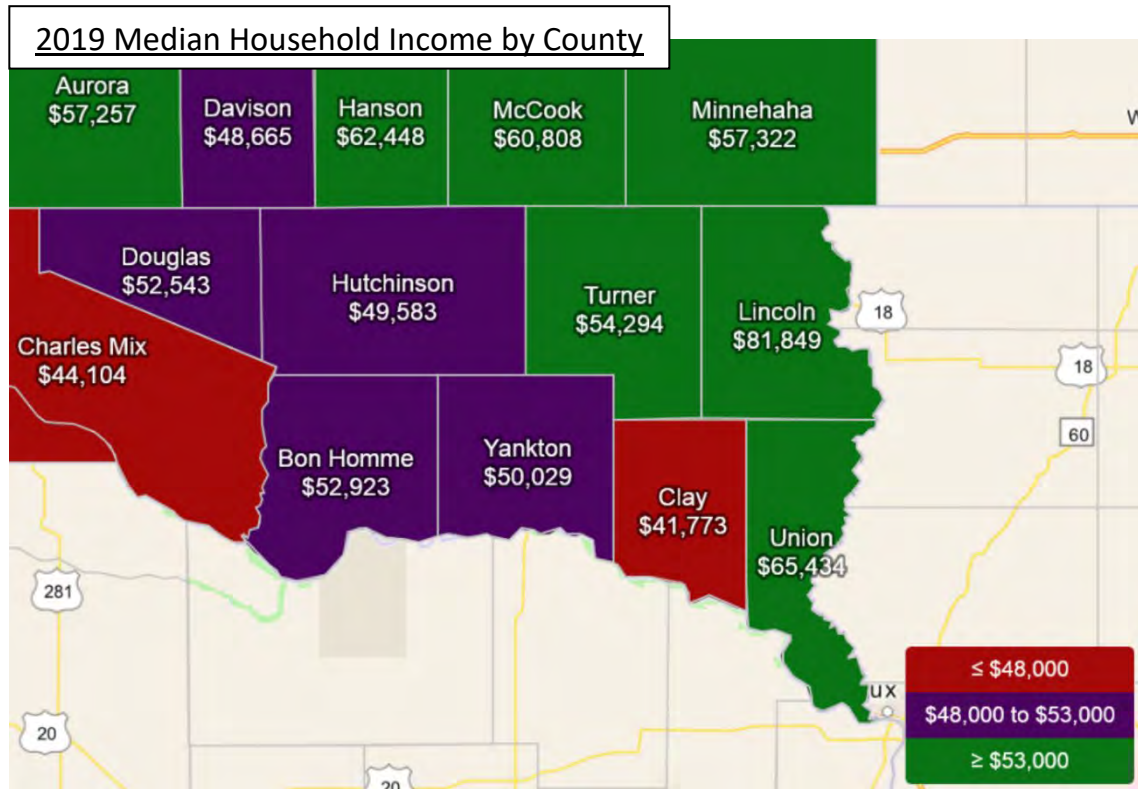 2019 Median Household Income by County
Aurora
$57,257
Davison
$48,665
Hanson
$62,448
McCook
$60,808
Minnehaha
$57,322
W
Douglas
$52,543
Hutchinson
$49,583
Turner
$54,294
Lincoln
$81,849
18
18
Charles Mix
$44,104
60
Bon Homme
$52,923
Yankton
$50,029
Clay
$41,773
Union
$65,434
281
20
20
ux
≤ $48,000
$48,000 to $53,000
≥ $53,000